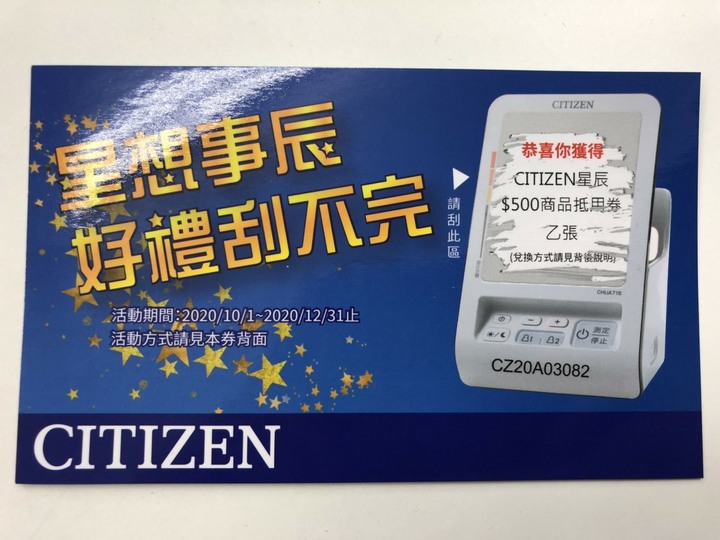 星想事辰
好禮刮不完
活動期間：2020/10/1~2020/12/31止
活動方式請見本券背面
CITIZEN
請刮此區
CITIZEN
恭喜你獲得
CITIZEN星辰
$500商品抵用券
乙張
(兌換方式請見背後說明)
CHUA715
測定
停止
1
2
CZ20A03082